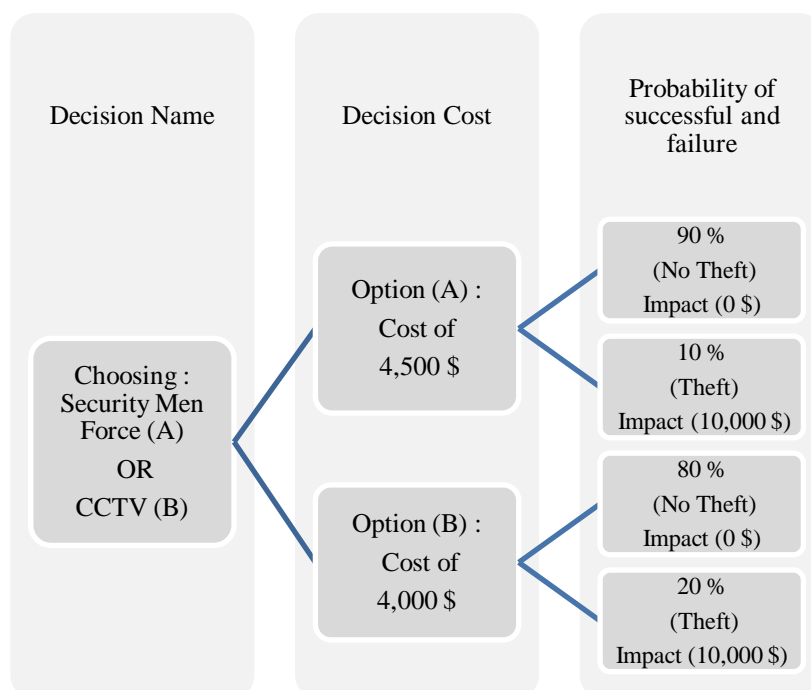 Decision Name
Decision Cost
Probability of
successful and
failure
Choosing :
Security Men
Force (A)
OR
CCTV (B)
Option (A) :
Cost of
4,500 $
Option (B) :
Cost of
4,000 $
90 %
(No Theft)
Impact (0 $)
10 %
(Theft)
Impact (10,000 $)
80 %
(No Theft)
Impact (0 $)
20 %
(Theft)
Impact (10,000 $)